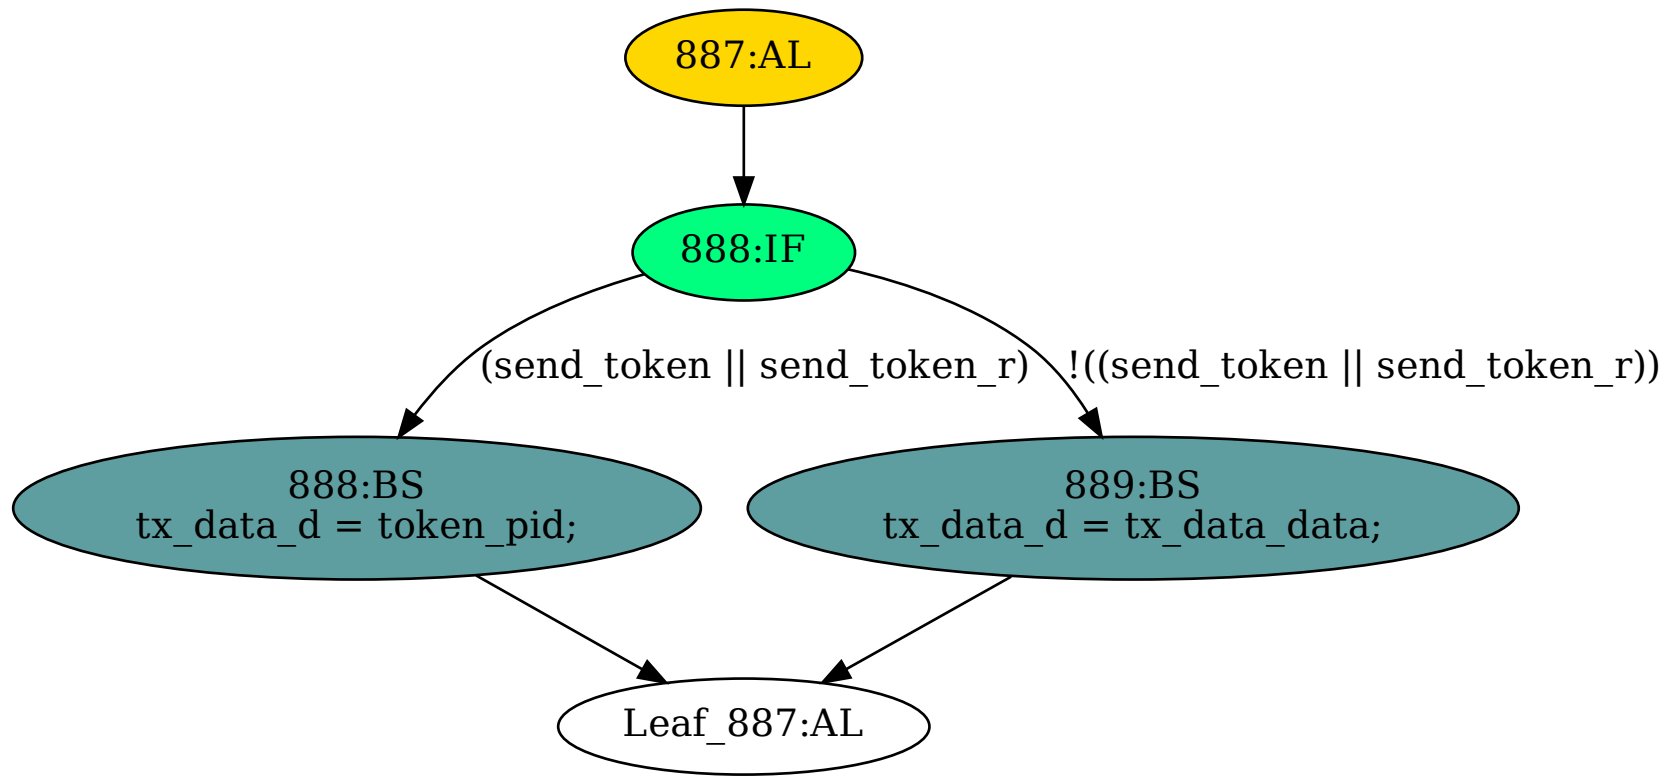 887:AL
888:IF
(send_token || send_token_r)
!((send_token || send_token_r))
888:BS
tx_data_d = token_pid;
889:BS
tx_data_d = tx_data_data;
Leaf_887:AL